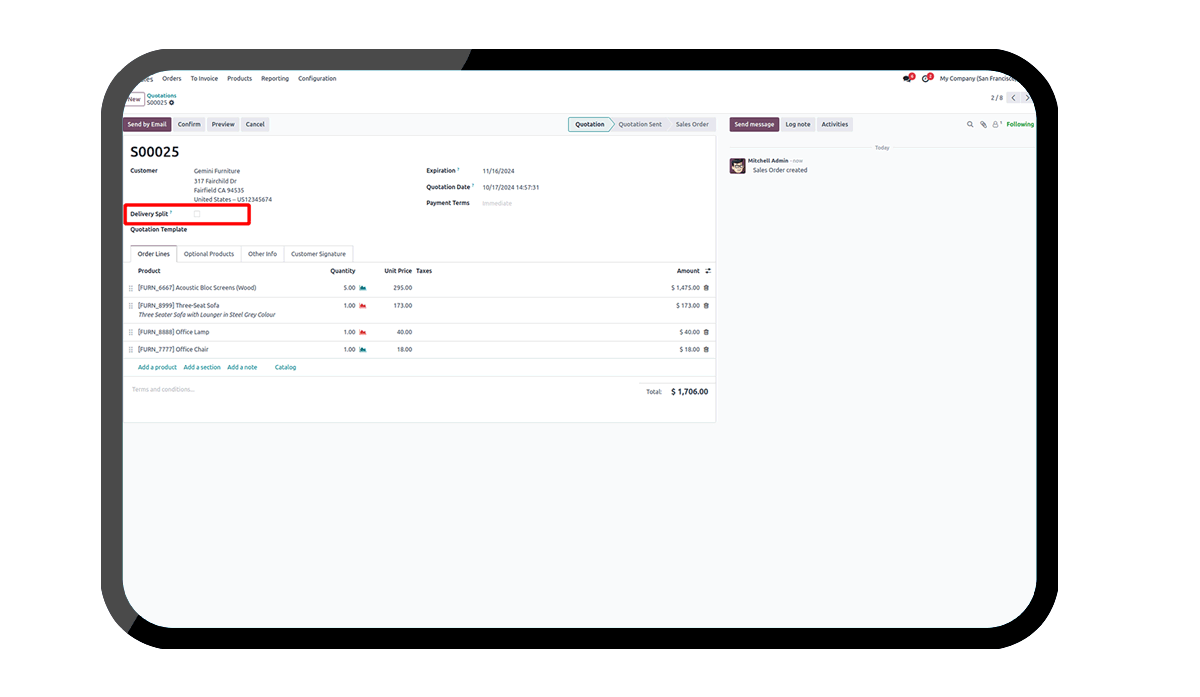 Orders To Invoice Products Reporting Configuration
My Company (San Francisco)
New
Quotations
S00025
2 / 8
Send by Email Confirm Preview Cancel
Quotation Quotation Sent Sales Order
Send message Log note Activities
1 Following
Today
Mitchell Admin - now
Sales Order created
S00025
Customer Gemini Furniture
317 Fairchild Dr
Fairfield CA 94535
United States – US12345674
Expiration ? 11/16/2024
Quotation Date ? 10/17/2024 14:57:31
Payment Terms Immediate
Delivery Split ?
Quotation Template
Order Lines Optional Products Other Info Customer Signature
Product Quantity Unit Price Taxes Amount
[FURN_6667] Acoustic Bloc Screens (Wood) 5.00 295.00 $ 1,475.00
[FURN_8999] Three-Seat Sofa 1.00 173.00 $ 173.00
Three Seater Sofa with Lounger in Steel Grey Colour
[FURN_8888] Office Lamp 1.00 40.00 $ 40.00
[FURN_7777] Office Chair 1.00 18.00 $ 18.00
Add a product Add a section Add a note Catalog
Terms and conditions...
Total: $ 1,706.00